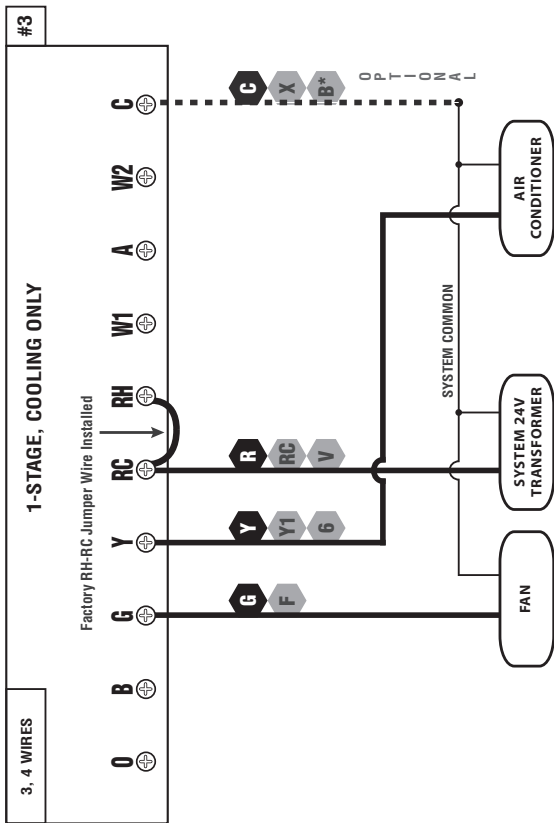 3, 4 WIRES
#3
1-STAGE, COOLING ONLY
Factory RH-RC Jumper Wire Installed
O B G Y RC RH W1 A W2 C
G Y R C
F Y1 RC X
6 V B*
OPTIONAL
SYSTEM COMMON
FAN
SYSTEM 24V
TRANSFORMER
AIR
CONDITIONER